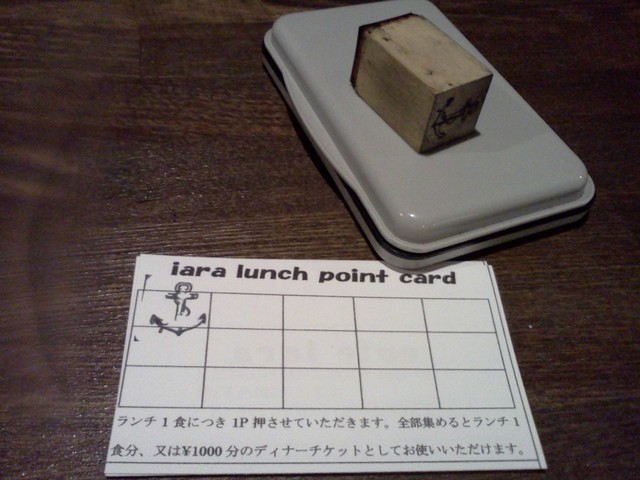 iara lunch point card
ランチ1食につき1P押させていただきます。全部集めるとランチ1
食分、又は¥1000分のディナーチケットとしてお使いいただけます。